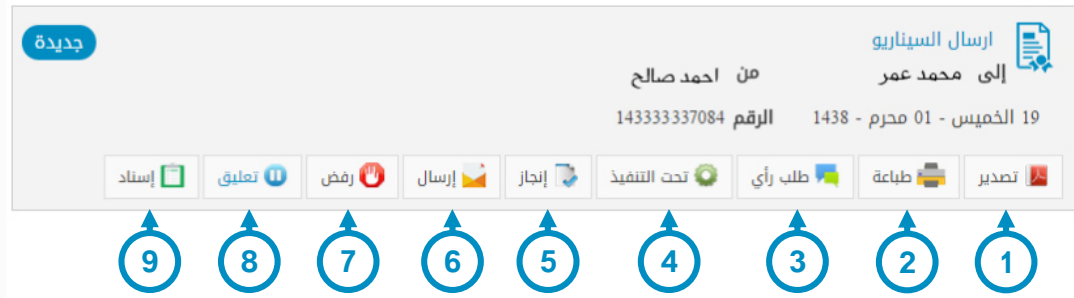 ارسال السيناريو جديدة
إلى محمد عمر من احمد صالح
19 الخميس - 01 محرم - 1438 الرقم 143333337084
تصدير طباعة طلب رأي تحت التنفيذ إنجاز إرسال رفض تعليق إسناد
1 2 3 4 5 6 7 8 9